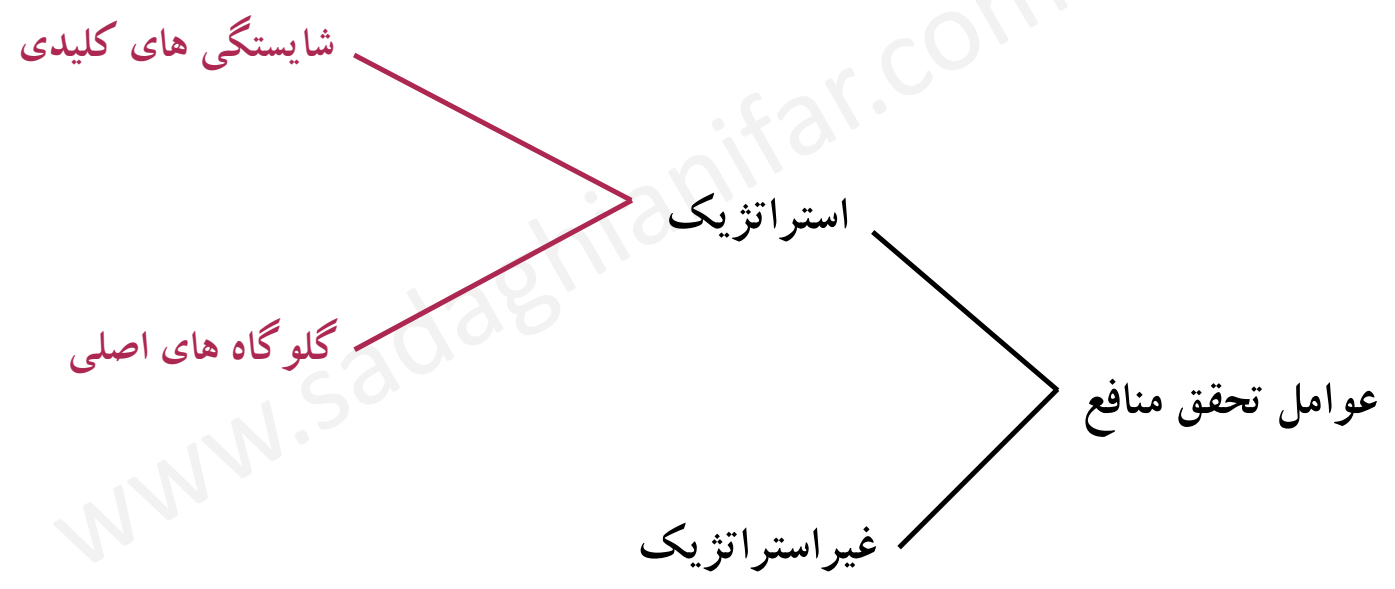 عوامل تحقق منافع
استراتژیک
غیراستراتژیک
شایستگی های کلیدی
گلوگاه های اصلی
www.sadaghianifar.com